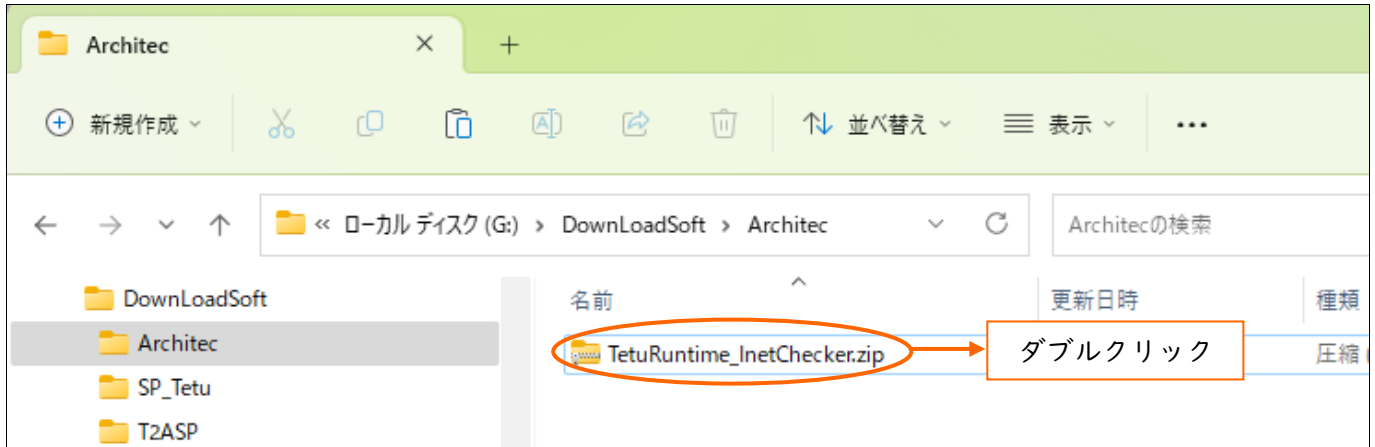 Architec
新規作成
並べ替え
表示
« ローカル ディスク (G:) > DownLoadSoft > Architec
Architecの検索
DownLoadSoft
Architec
SP_Tetu
T2ASP
名前
更新日時
種類
TetuRuntime_InetChecker.zip
ダブルクリック
圧縮 (